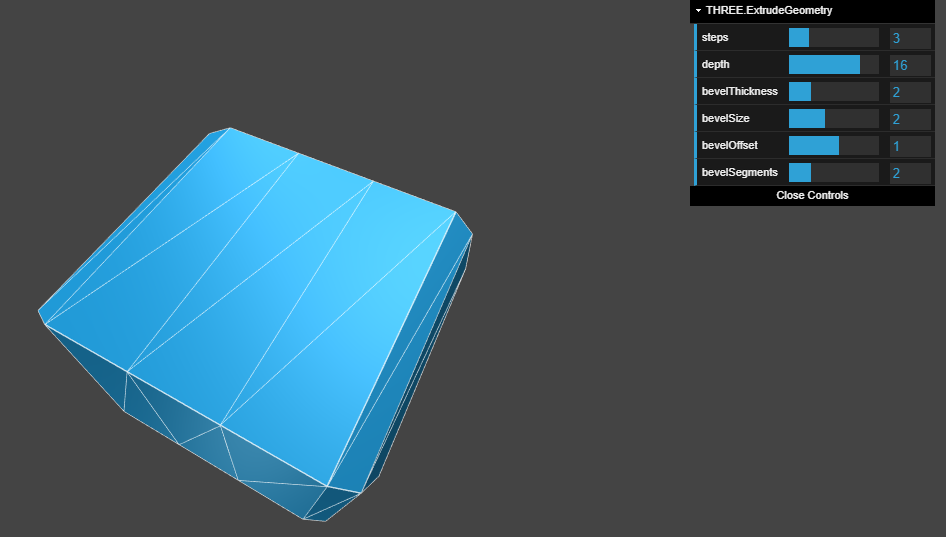 THREE.ExtrudeGeometry
steps 3
depth 16
bevelThickness 2
bevelSize 2
bevelOffset 1
bevelSegments 2
Close Controls